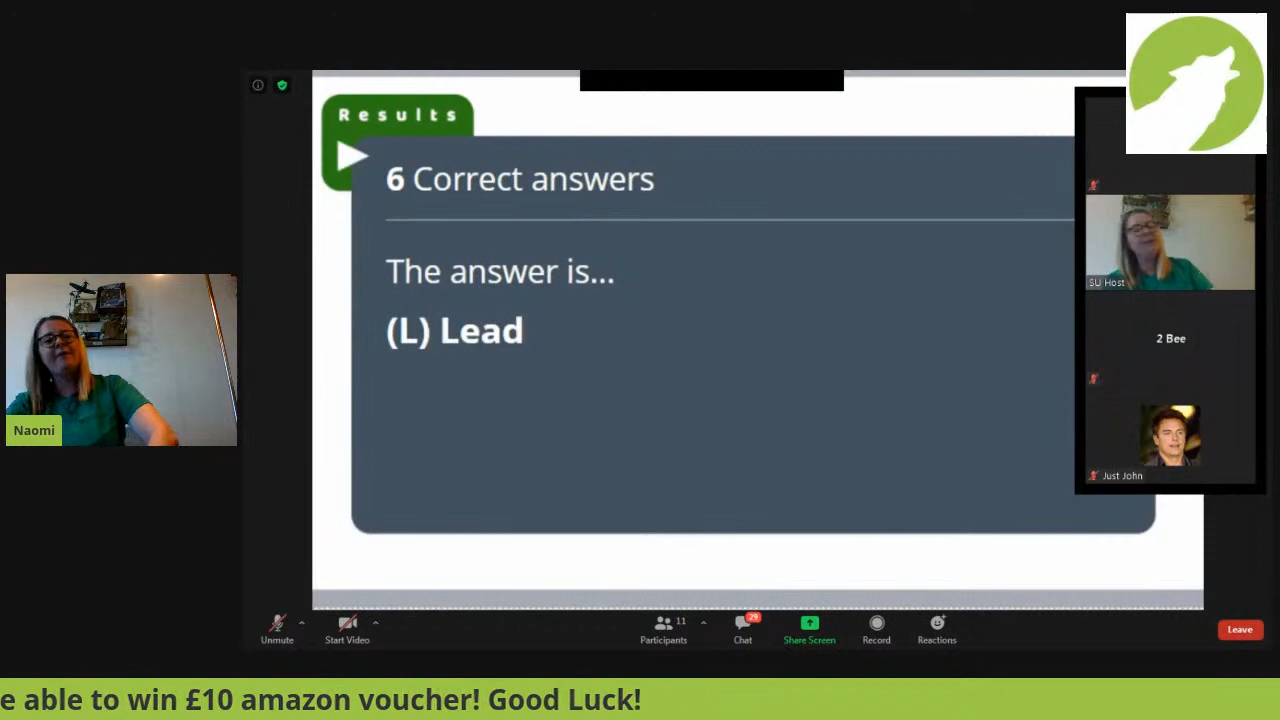 Results
6 Correct answers
The answer is...
(L) Lead
SU Host
2 Bee
Just John
Naomi
Unmute
Start Video
Participants
11
Chat
29
Share Screen
Record
Reactions
Leave
e able to win £10 amazon voucher! Good Luck!